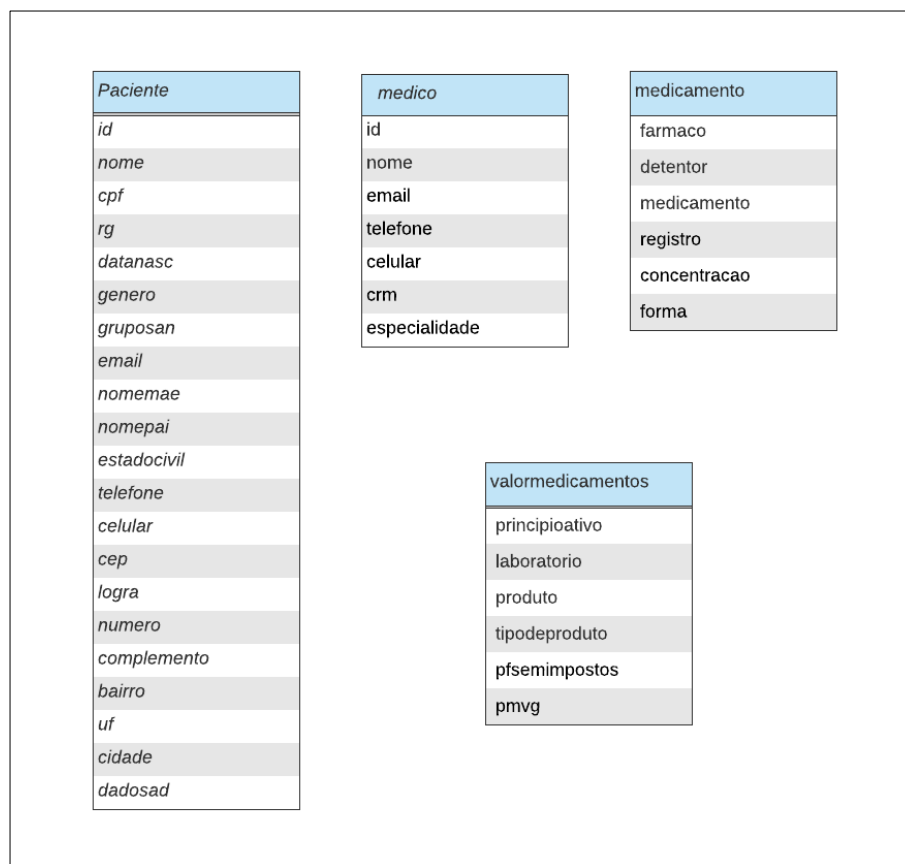 Paciente
id
nome
cpf
rg
datanasc
genero
gruposan
email
nomemae
nomepai
estadocivil
telefone
celular
cep
logra
numero
complemento
bairro
uf
cidade
dadosad
medico
id
nome
email
telefone
celular
crm
especialidade
medicamento
farmaco
detentor
medicamento
registro
concentracao
forma
valormedicamentos
principioativo
laboratorio
produto
tipodeproduto
pfsemimpostos
pmvg